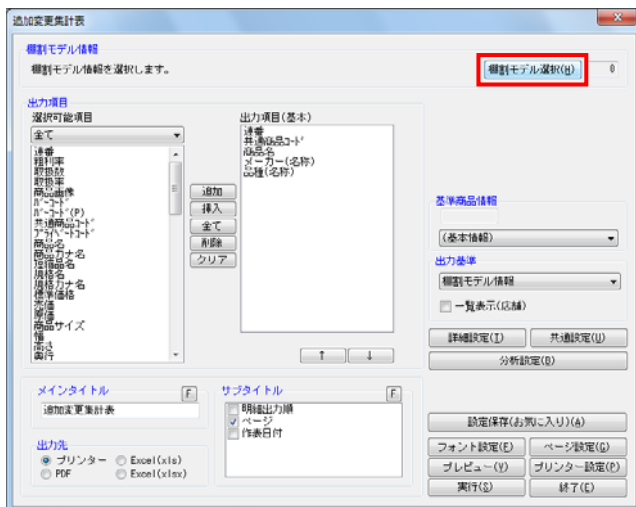 追加変更集計表
棚割モデル情報
棚割モデル情報を選択します。
棚割モデル選択(H)
0
出力項目
選択可能項目
全て
連番
粗利率
取扱数
取扱率
商品画像
バーコード
バーコード(P)
共通商品コード
プライベートコード
商品名
商品カナ名
短縮品名
規格名
規格カナ名
標準価格
売価
原価
商品サイズ
幅
高さ
奥行
追加
挿入
全て
削除
クリア
出力項目(基本)
連番
共通商品コード
商品名
メーカー(名称)
品種(名称)
↑
↓
基準商品情報
(基本情報)
出力基準
棚割モデル情報
一覧表示(店舗)
詳細設定(I)
共通設定(U)
分析設定(B)
メインタイトル
F
追加変更集計表
サブタイトル
F
明細出力順
ページ
作表日付
出力先
プリンター
Excel(xls)
PDF
Excel(xlsx)
設定保存(お気に入り)(A)
フォント設定(F)
ページ設定(G)
プレビュー(V)
プリンター設定(P)
実行(S)
終了(E)